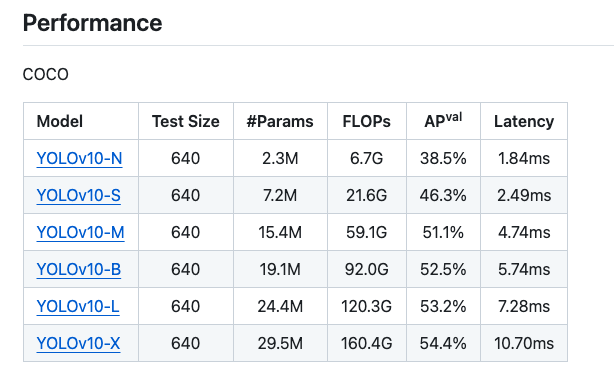 Performance
COCO
Model Test Size #Params FLOPs APval Latency
YOLOv10-N 640 2.3M 6.7G 38.5% 1.84ms
YOLOv10-S 640 7.2M 21.6G 46.3% 2.49ms
YOLOv10-M 640 15.4M 59.1G 51.1% 4.74ms
YOLOv10-B 640 19.1M 92.0G 52.5% 5.74ms
YOLOv10-L 640 24.4M 120.3G 53.2% 7.28ms
YOLOv10-X 640 29.5M 160.4G 54.4% 10.70ms